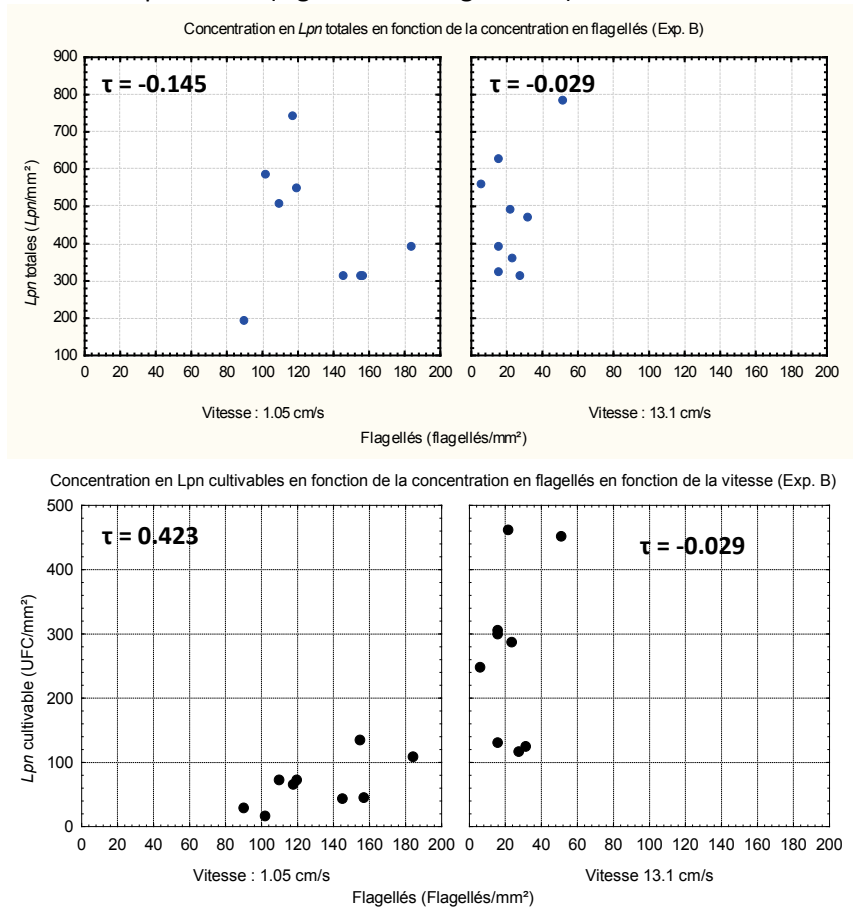 Concentration en Lpn totales en fonction de la concentration en flagellés (Exp. B)
τ = -0.145
τ = -0.029
900
800
700
600
500
400
300
200
100
Lpn totales (Lpn/mm²)
0 20 40 60 80 100 120 140 160 180 200
0 20 40 60 80 100 120 140 160 180 200
Vitesse : 1.05 cm/s
Vitesse : 13.1 cm/s
Flagellés (flagellés/mm²)
Concentration en Lpn cultivables en fonction de la concentration en flagellés en fonction de la vitesse (Exp. B)
τ = 0.423
τ = -0.029
500
400
300
200
100
0
Lpn cultivable (UFC/mm²)
0 20 40 60 80 100 120 140 160 180 200
0 20 40 60 80 100 120 140 160 180 200
Vitesse : 1.05 cm/s
Vitesse 13.1 cm/s
Flagellés (Flagellés/mm²)